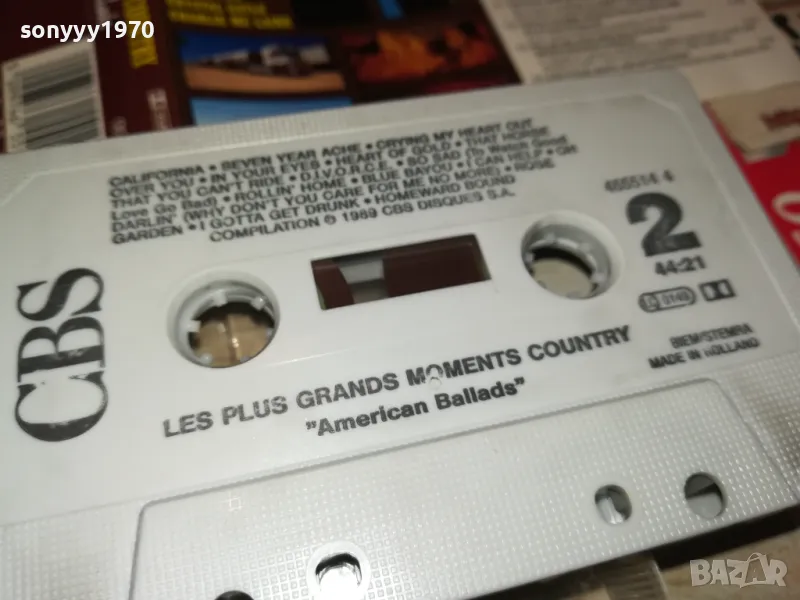 sonyyy1970
CALIFORNIA • SEVEN YEAR ACHE • CRYING MY HEART OUT
OVER YOU • IN YOUR EYES • HEART OF GOLD • THAT HORSE
THAT YOU CAN'T RIDE • D.I.V.O.R.C.E. • SO SAD (To Watch Good
Love Go Bad) • ROLLIN' HOME • BLUE BAYOU • (I CAN HELP • OH
DARLIN' (WHY DON'T YOU CARE FOR ME NO MORE) • ROSE
GARDEN • I GOTTA GET DRUNK • HOMEWARD BOUND
COMPILATION ℗ 1989 CBS DISQUES S.A.
465514 4
2
44:21
BIEM/STEMRA
MADE IN HOLLAND
CBS
LES PLUS GRANDS MOMENTS COUNTRY
"American Ballads"
BAZAR